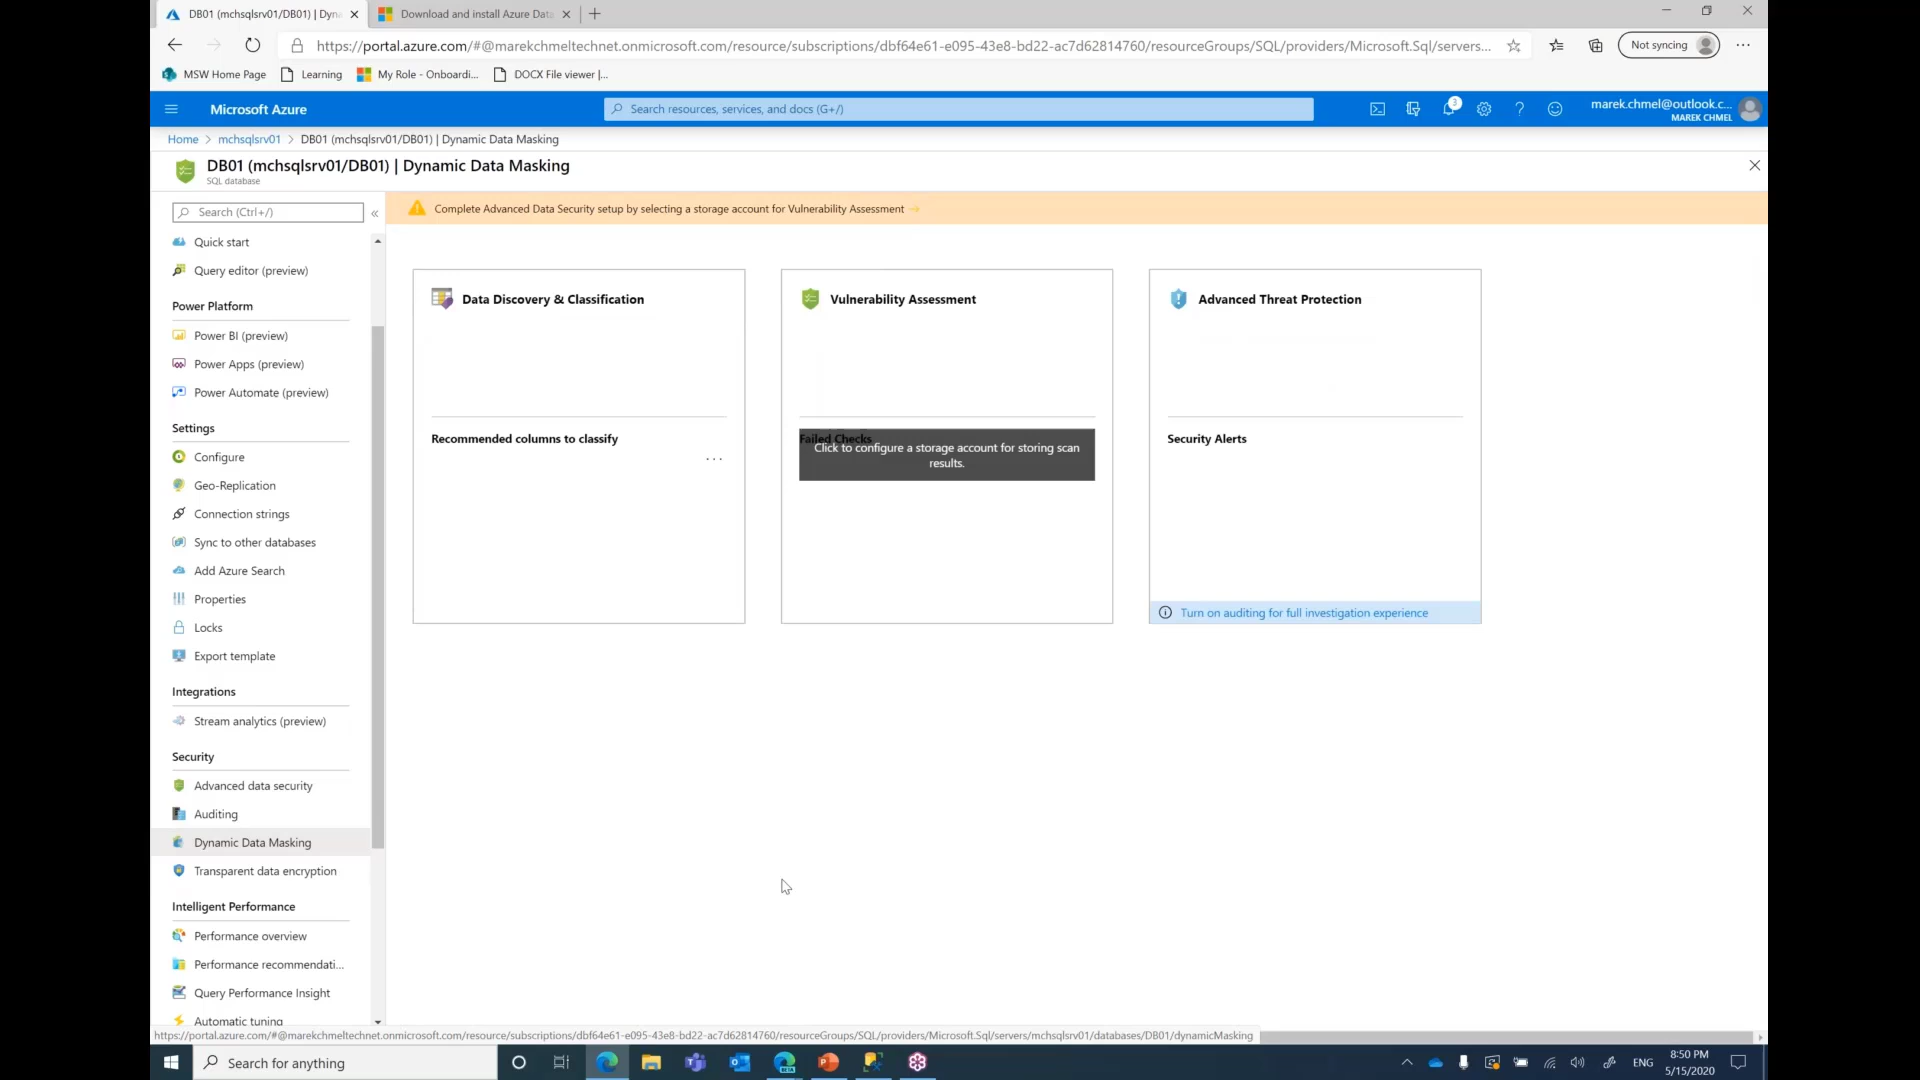 DB01 (mchsqlsrv01/DB01) | Dyna
Download and install Azure Data
https://portal.azure.com/#@marekchmeltechnet.onmicrosoft.com/resource/subscriptions/dbf64e61-e095-43e8-bd22-ac7d62814760/resourceGroups/SQL/providers/Microsoft.Sql/servers...
Not syncing
MSW Home Page
Learning
My Role - Onboardi...
DOCX File viewer |...
Microsoft Azure
Search resources, services, and docs (G+/)
3
marek.chmel@outlook.c...
MAREK CHMEL
Home > mchsqlsrv01 > DB01 (mchsqlsrv01/DB01) | Dynamic Data Masking
DB01 (mchsqlsrv01/DB01) | Dynamic Data Masking
SQL database
Search (Ctrl+/)
«
Complete Advanced Data Security setup by selecting a storage account for Vulnerability Assessment →
Quick start
Query editor (preview)
Power Platform
Power BI (preview)
Power Apps (preview)
Power Automate (preview)
Settings
Configure
Geo-Replication
Connection strings
Sync to other databases
Add Azure Search
Properties
Locks
Export template
Integrations
Stream analytics (preview)
Security
Advanced data security
Auditing
Dynamic Data Masking
Transparent data encryption
Intelligent Performance
Performance overview
Performance recommendati...
Query Performance Insight
Automatic tuning
Data Discovery & Classification
Recommended columns to classify
...
Vulnerability Assessment
Failed Checks
Click to configure a storage account for storing scan
results.
Advanced Threat Protection
Security Alerts
Turn on auditing for full investigation experience
https://portal.azure.com/#@marekchmeltechnet.onmicrosoft.com/resource/subscriptions/dbf64e61-e095-43e8-bd22-ac7d62814760/resourceGroups/SQL/providers/Microsoft.Sql/servers/mchsqlsrv01/databases/DB01/dynamicMasking
Search for anything
ENG
8:50 PM
5/15/2020